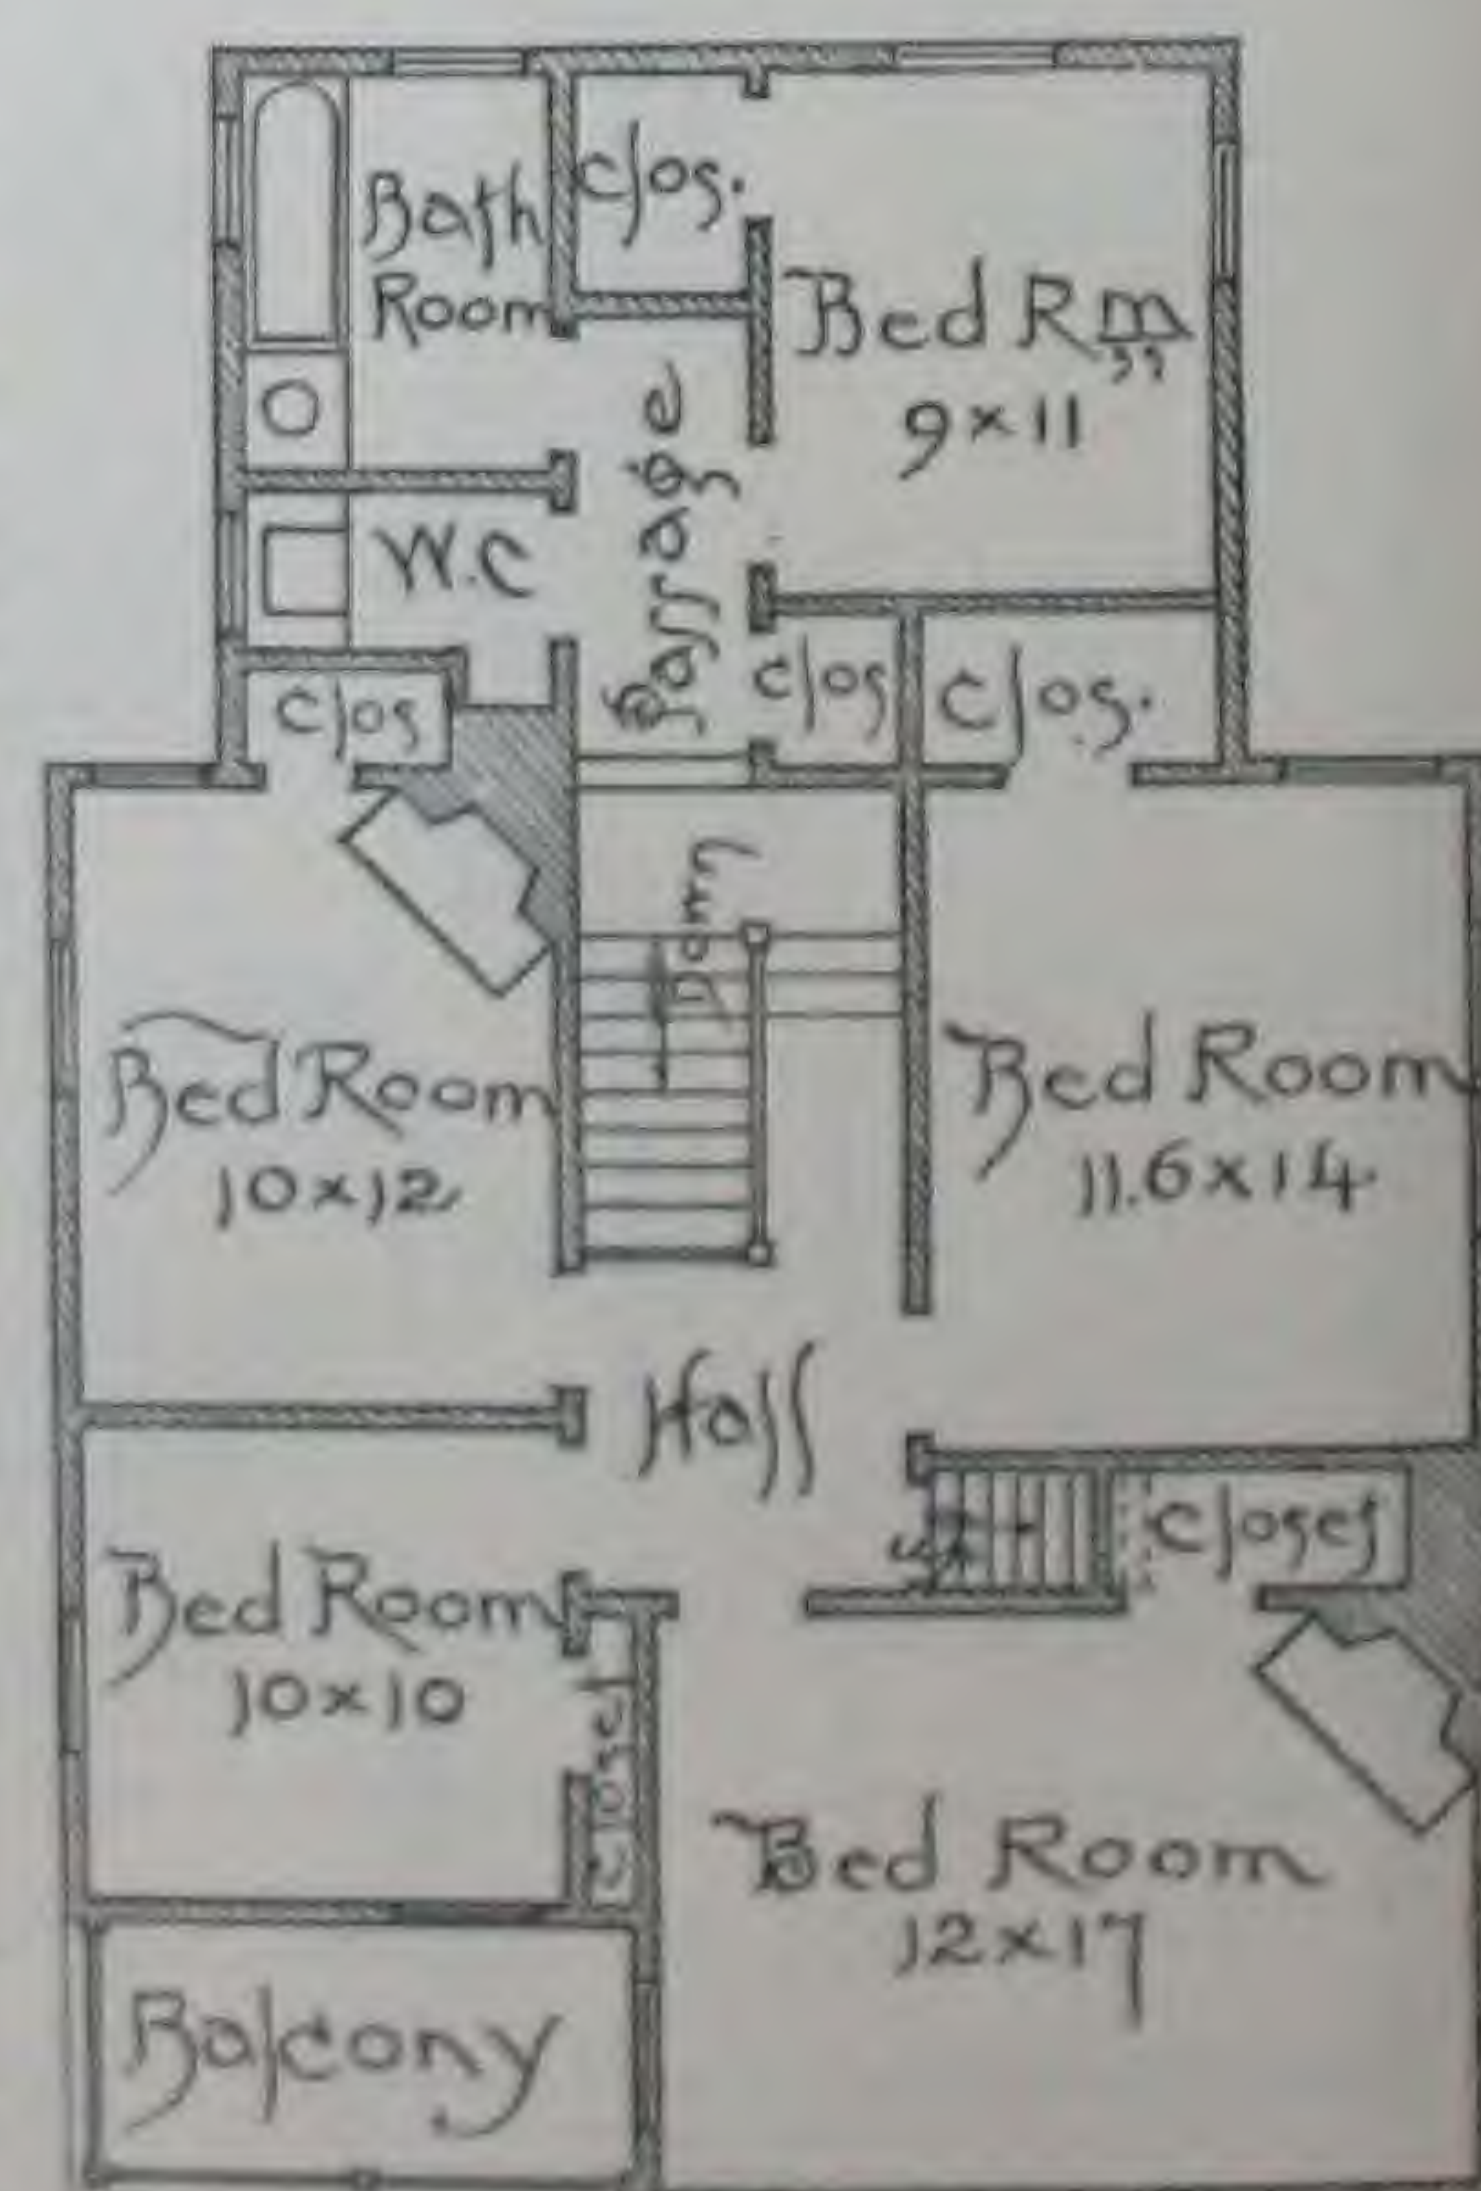 Bath
Room
Clos.
Bed Rm
9 x 11
Passage
W.C
Clos
Clos
Clos.
Down
Bed Room
10 x 12
Bed Room
11.6 x 14
Hall
Up
Closet
Bed Room
10 x 10
Closet
Bed Room
12 x 17
Balcony